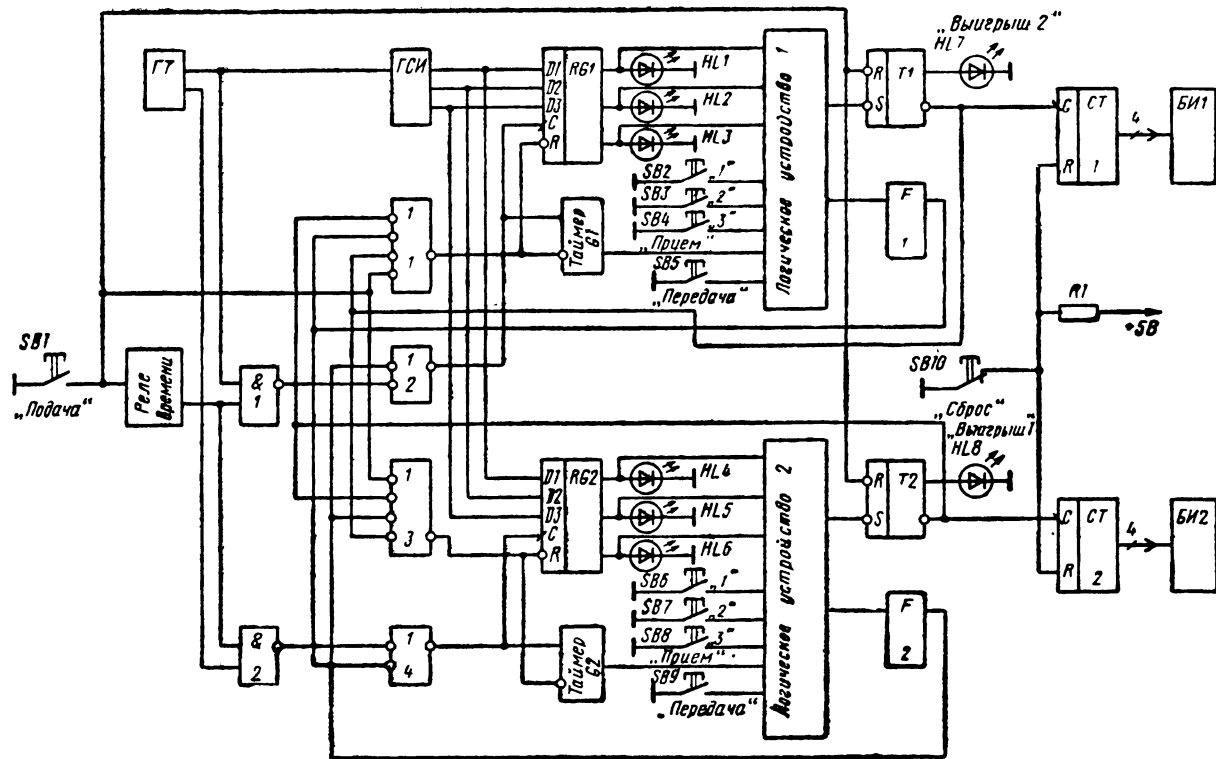 „Выигрыш 2"
HL7
ГТ
ГСИ
D1
D2
D3
C
R
RG1
HL1
HL2
HL3
SB2 „1"
SB3 „2"
SB4 „3"
„Прием"
SB5
„Передача"
Логическое устройство 1
R
S
T1
C
R
CT
1
4
БИ1
1
1
Таймер
G1
F
1
R1
+5В
SB1
„Подача"
Реле
времени
&
1
1
2
SB10
„Сброс"
„Выигрыш 1"
HL8
1
3
D1
D2
D3
C
R
RG2
HL4
HL5
HL6
SB6 „1"
SB7 „2"
SB8 „3"
„Прием"
SB9
„Передача"
Логическое устройство 2
R
S
T2
C
R
CT
2
4
БИ2
&
2
1
4
Таймер
G2
F
2